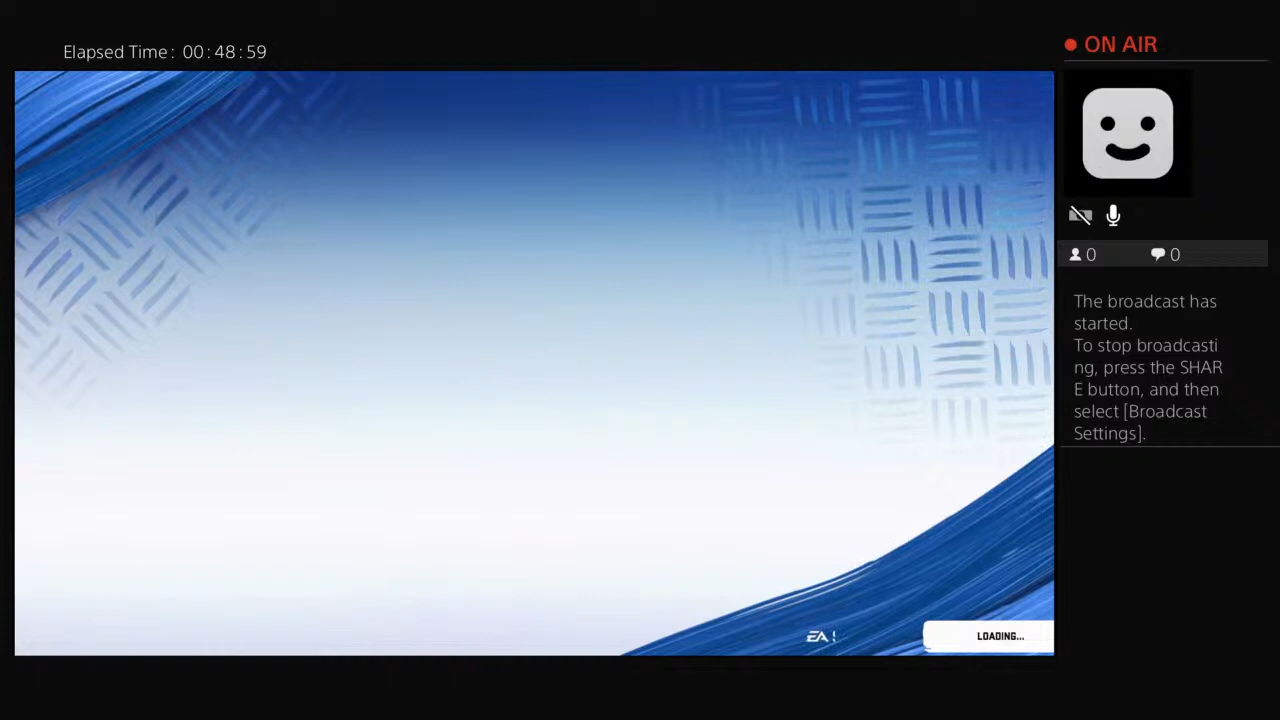 Elapsed Time: 00:48:59
ON AIR
0 0
The broadcast has
started.
To stop broadcasti
ng, press the SHAR
E button, and then
select [Broadcast
Settings].
EA
LOADING...